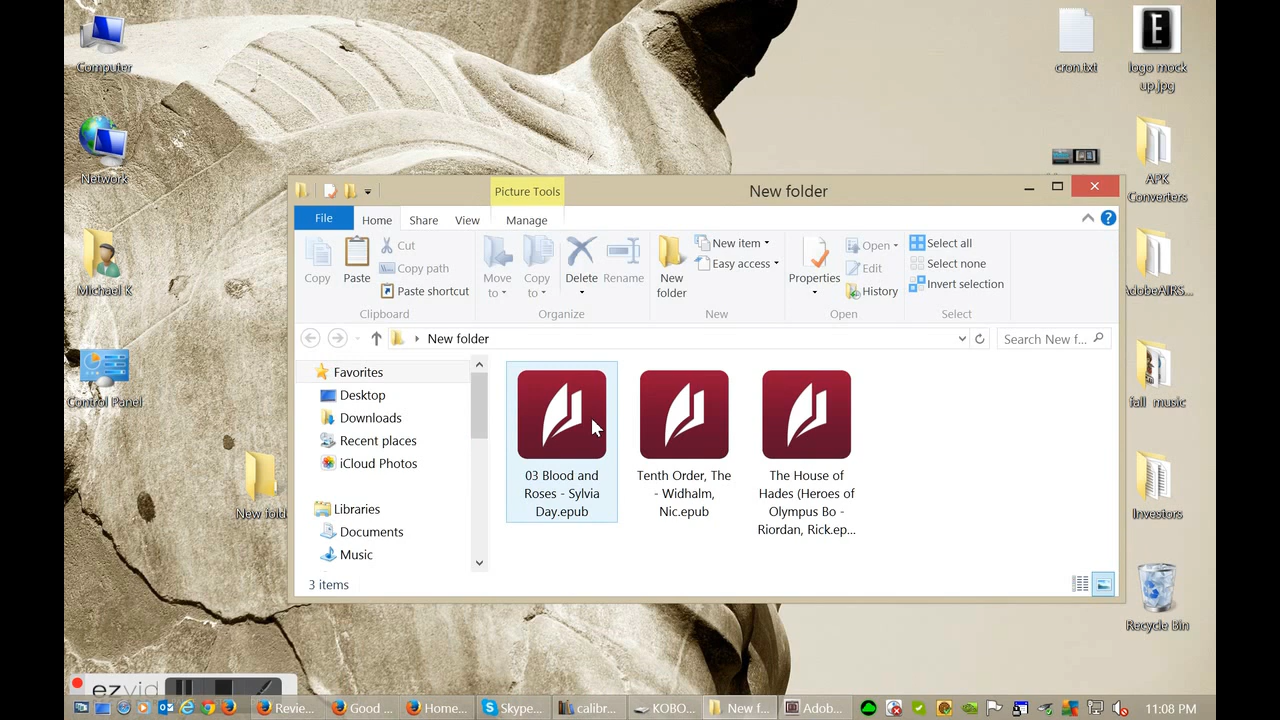 Computer
Network
Michael K
Control Panel
New fold
cron.txt
logo mock
up.jpg
APK
Converters
AdobeAIRS...
fall music
Investors
Recycle Bin
Picture Tools
New folder
File
Home
Share
View
Manage
Copy
Paste
Cut
Copy path
Paste shortcut
Clipboard
Move
to
Copy
to
Delete
Rename
Organize
New
folder
New item
Easy access
New
Properties
Open
Edit
History
Open
Select all
Select none
Invert selection
Select
New folder
Search New f...
Favorites
Desktop
Downloads
Recent places
iCloud Photos
Libraries
Documents
Music
03 Blood and
Roses - Sylvia
Day.epub
Tenth Order, The
- Widhalm,
Nic.epub
The House of
Hades (Heroes of
Olympus Bo -
Riordan, Rick.ep...
3 items
ezvid
Revie...
Good ...
Home...
Skype...
calibr...
KOBO...
New f...
Adob...
11:08 PM
E